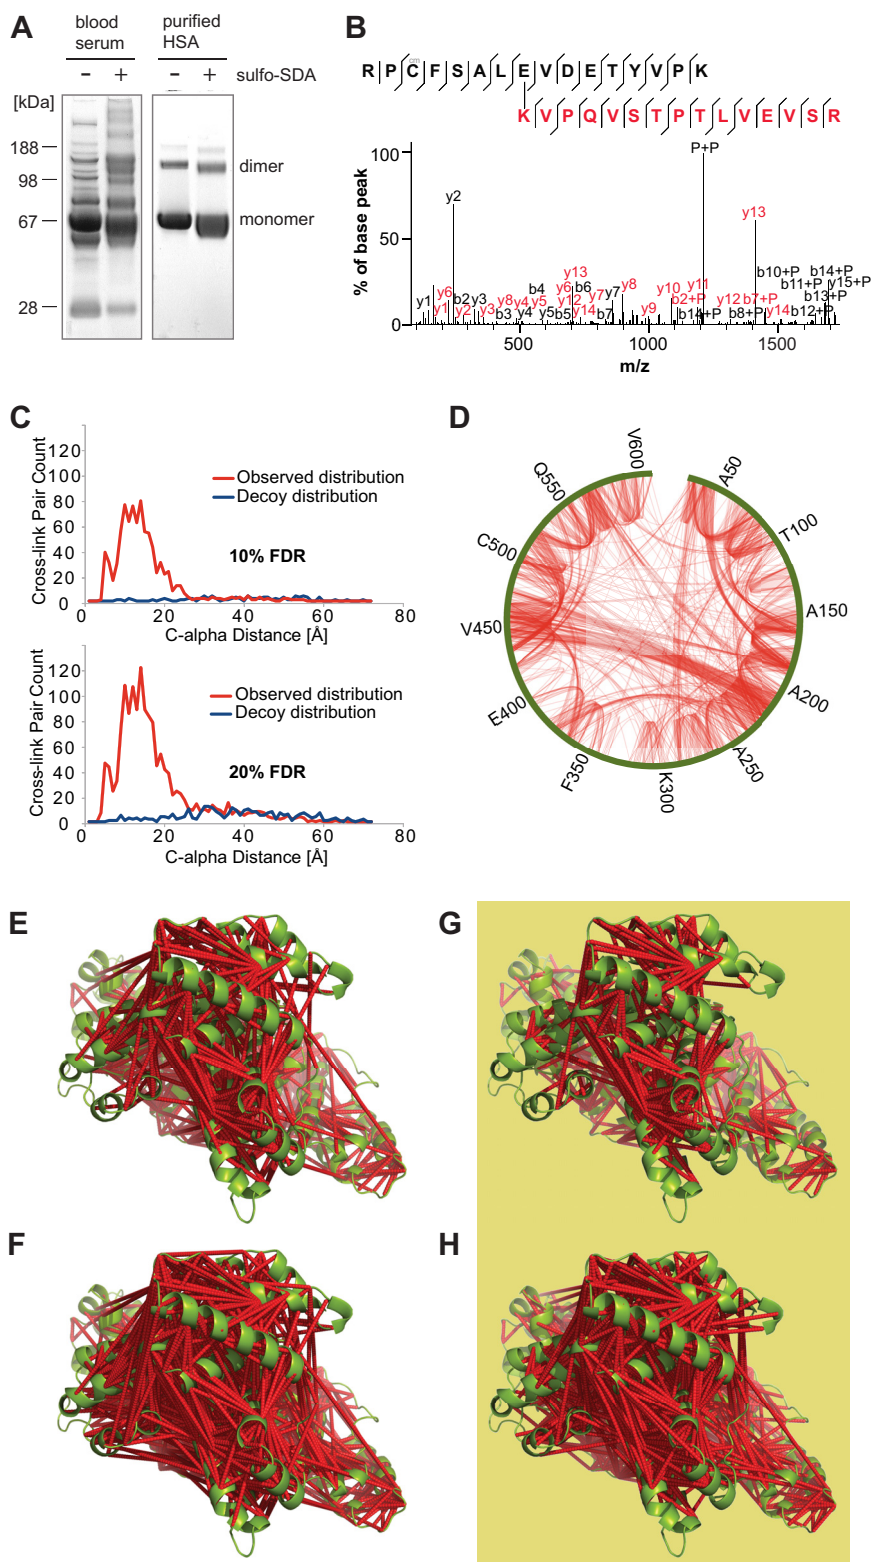 A
blood serum
purified HSA
- + - + sulfo-SDA
[kDa]
188
98
67
28
dimer
monomer
B
R P C F S A L E V D E T Y V P K
cm
K V P Q V S T P T L V E V S R
% of base peak
100
50
0
P+P
y2
y13
b10+P b14+P
b11+P y15+P
b13+P
y13
y6 b6
b4
y1 y6 b2 y3 y8 y4 y5 y12 y7 y7 y8 y10 y11
b2+P y12 b7+P
y1 y2 y3 b3 y4 y5 b5 y14 b7 y9 b14+P b8+P y14 b12+P
500 1000 1500
m/z
C
Cross-link Pair Count
120
100
80
60
40
20
0
Observed distribution
Decoy distribution
10% FDR
0 20 40 60 80
C-alpha Distance [Å]
Cross-link Pair Count
120
100
80
60
40
20
0
Observed distribution
Decoy distribution
20% FDR
0 20 40 60 80
C-alpha Distance [Å]
D
V600
A50
Q550
T100
C500
A150
V450
A200
E400
A250
F350
K300
E
G
F
H